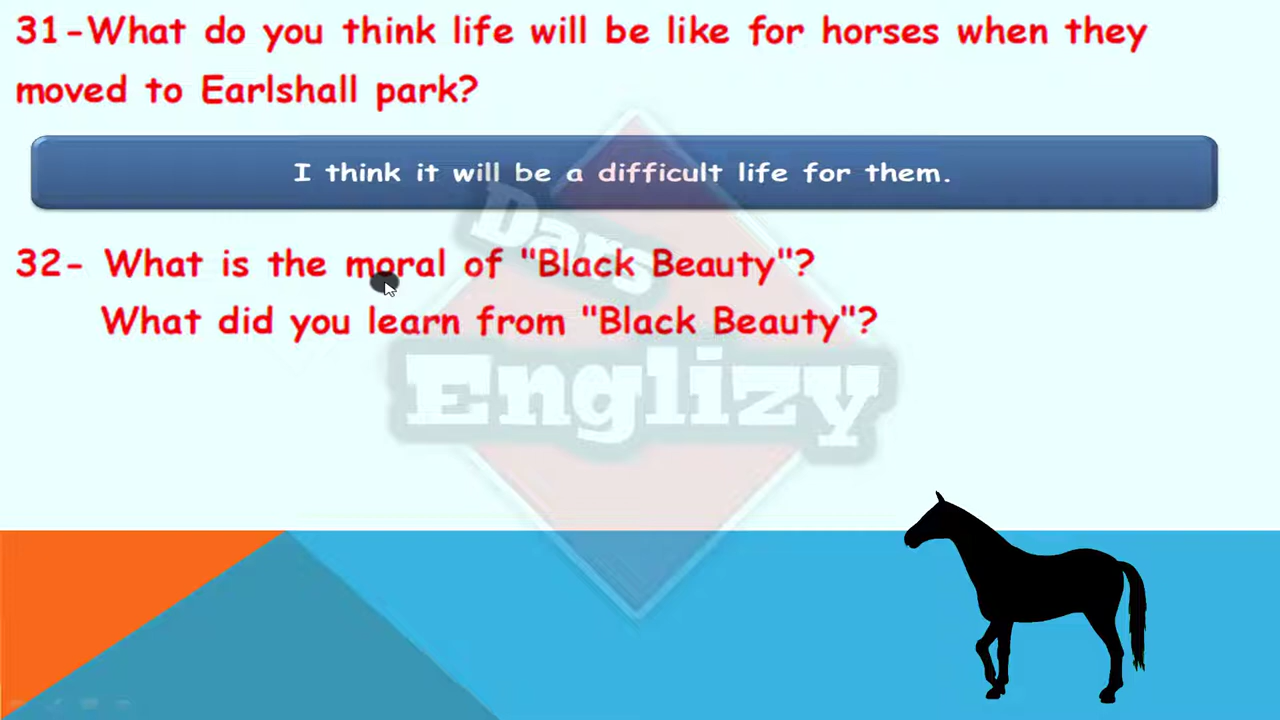 31-What do you think life will be like for horses when they
moved to Earlshall park?
I think it will be a difficult life for them.
32- What is the moral of "Black Beauty"?
What did you learn from "Black Beauty"?
Dars
Englizy